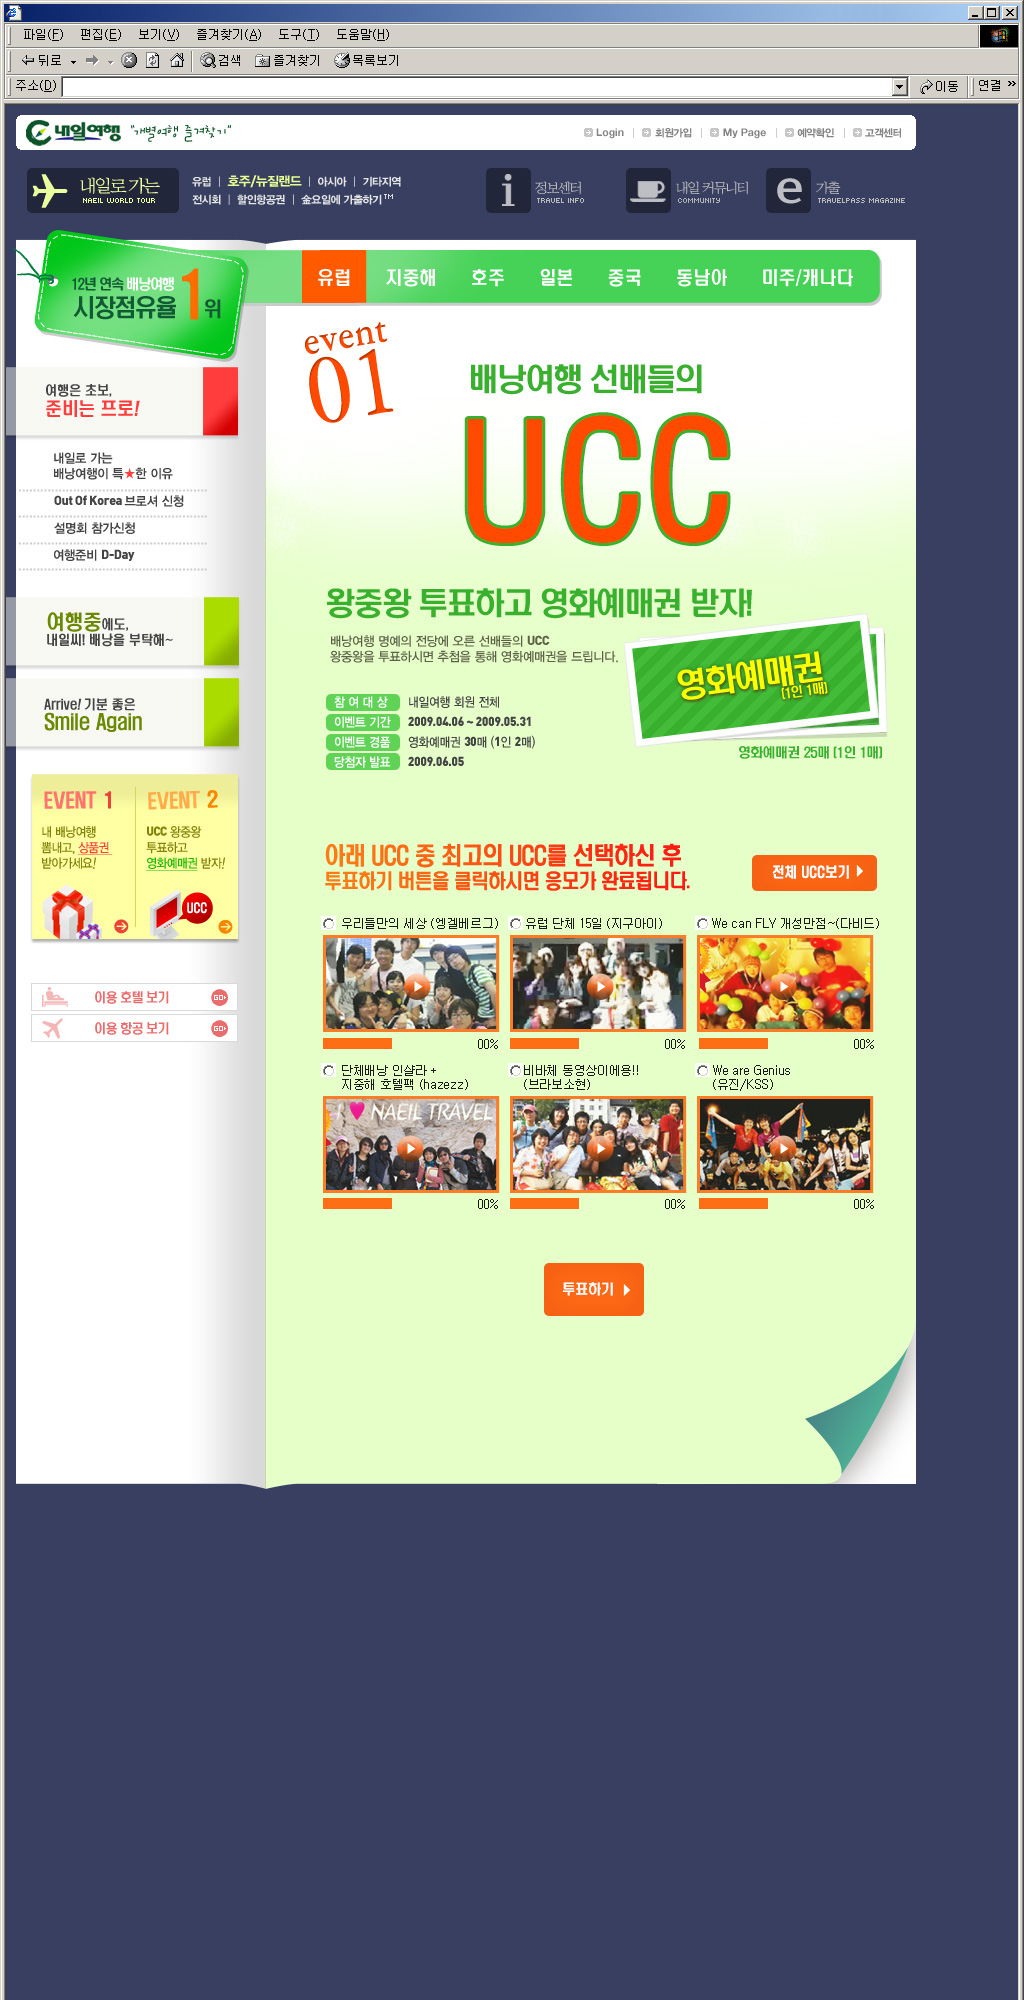 파일(F) 편집(E) 보기(V) 즐겨찾기(A) 도구(T) 도움말(H)
뒤로 검색 즐겨찾기 목록보기
주소(D) 이동 연결 »
내일여행 "개별여행 즐겨찾기"
Login 회원가입 My Page 예약확인 고객센터
내일로 가는
NAEIL WORLD TOUR
유럽 | 호주/뉴질랜드 | 아시아 | 기타지역
전시회 | 할인항공권 | 金요일에 가출하기™
정보센터
TRAVEL INFO
내일 커뮤니티
COMMUNITY
가출
TRAVELPASS MAGAZINE
12년 연속 배낭여행
시장점유율 1위
유럽 지중해 호주 일본 중국 동남아 미주/캐나다
여행은 초보,
준비는 프로!
내일로 가는
배낭여행이 특★한 이유
Out Of Korea 브로셔 신청
설명회 참가신청
여행준비 D-Day
여행중에도,
내일씨! 배낭을 부탁해~
Arrive! 기분 좋은
Smile Again
EVENT 1
내 배낭여행
뽐내고, 상품권
받아가세요!
EVENT 2
UCC 왕중왕
투표하고
영화예매권 받자!
UCC
이용 호텔 보기 GO
이용 항공 보기 GO
event
01
배낭여행 선배들의
UCC
왕중왕 투표하고 영화예매권 받자!
배낭여행 명예의 전당에 오른 선배들의 UCC
왕중왕을 투표하시면 추첨을 통해 영화예매권을 드립니다.
영화예매권
(1인 1매)
영화예매권 25매 (1인 1매)
참 여 대 상 내일여행 회원 전체
이벤트 기간 2009.04.06 ~ 2009.05.31
이벤트 경품 영화예매권 30매 (1인 2매)
당첨자 발표 2009.06.05
아래 UCC 중 최고의 UCC를 선택하신 후
투표하기 버튼을 클릭하시면 응모가 완료됩니다.
전체 UCC보기
우리들만의 세상 (엥겔베르그)
유럽 단체 15일 (지구아이)
We can FLY 개성만점~(다비드)
00% 00% 00%
단체배낭 인샬라 +
지중해 호텔팩 (hazezz)
비바체 동영상이에용!!
(브라보소현)
We are Genius
(유진/KSS)
I ♥ NAEIL TRAVEL
00% 00% 00%
투표하기